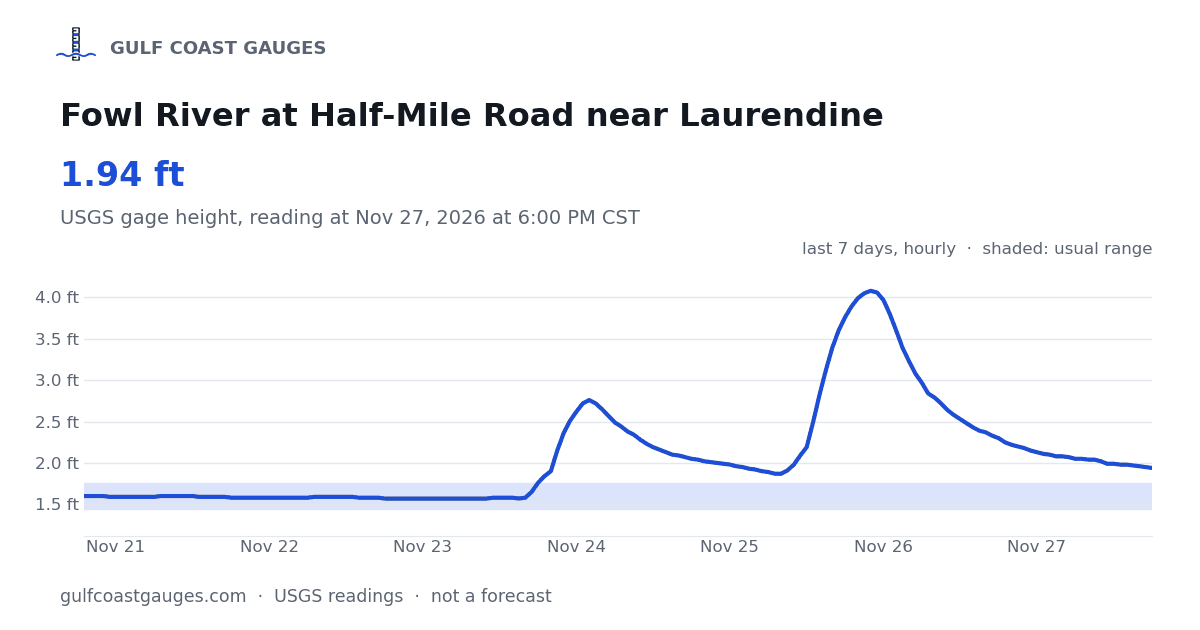 GULF COAST GAUGES
Fowl River at Half-Mile Road near Laurendine
1.94 ft
USGS gage height, reading at Nov 27, 2026 at 6:00 PM CST
last 7 days, hourly · shaded: usual range
4.0 ft
3.5 ft
3.0 ft
2.5 ft
2.0 ft
1.5 ft
Nov 21 Nov 22 Nov 23 Nov 24 Nov 25 Nov 26 Nov 27
gulfcoastgauges.com · USGS readings · not a forecast